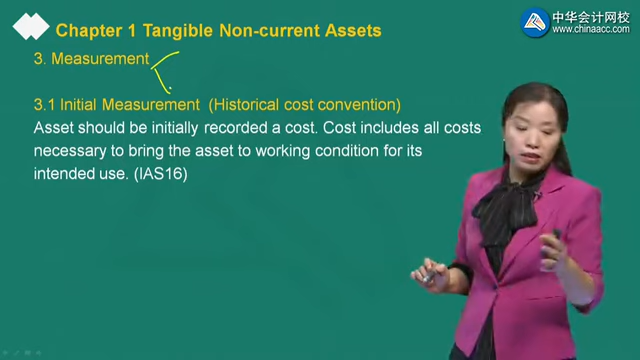 Chapter 1 Tangible Non-current Assets
中华会计网校
www.chinaacc.com
3. Measurement
3.1 Initial Measurement (Historical cost convention)
Asset should be initially recorded a cost. Cost includes all costs
necessary to bring the asset to working condition for its
intended use. (IAS16)